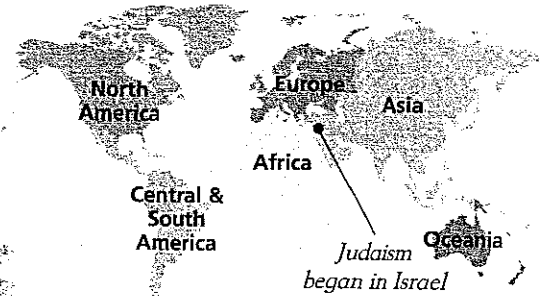 North
America
Europe
Asia
Africa
Central &
South
America
Oceania
Judaism
began in Israel